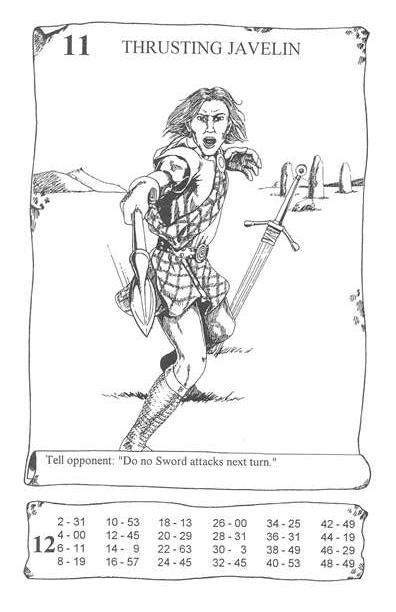 11 THRUSTING JAVELIN
Tell opponent: "Do no Sword attacks next turn."
12
2 - 31 10 - 53 18 - 13 26 - 00 34 - 25 42 - 49
4 - 00 12 - 45 20 - 29 28 - 31 36 - 31 44 - 19
6 - 11 14 - 9 22 - 63 30 - 3 38 - 49 46 - 29
8 - 19 16 - 57 24 - 45 32 - 45 40 - 53 48 - 49